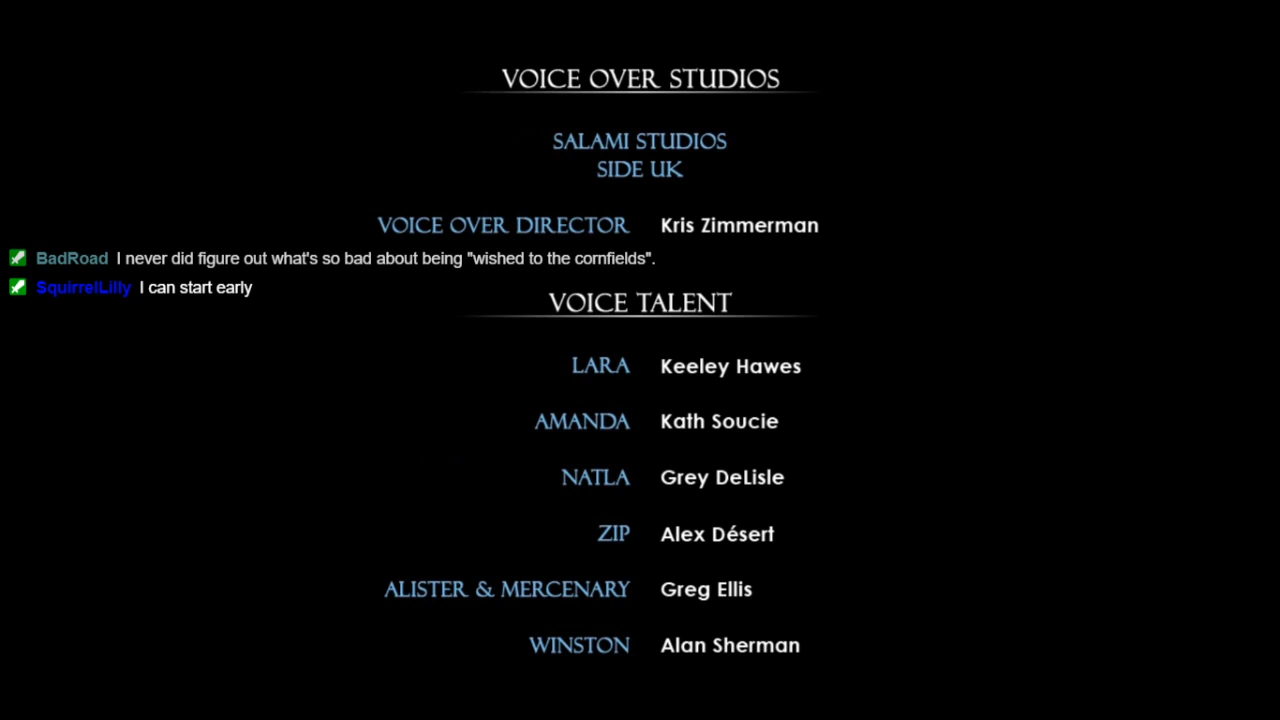 VOICE OVER STUDIOS
SALAMI STUDIOS
SIDE UK
VOICE OVER DIRECTOR Kris Zimmerman
BadRoad I never did figure out what's so bad about being "wished to the cornfields".
SquirrelLilly I can start early
VOICE TALENT
LARA Keeley Hawes
AMANDA Kath Soucie
NATLA Grey DeLisle
ZIP Alex Désert
ALISTER & MERCENARY Greg Ellis
WINSTON Alan Sherman